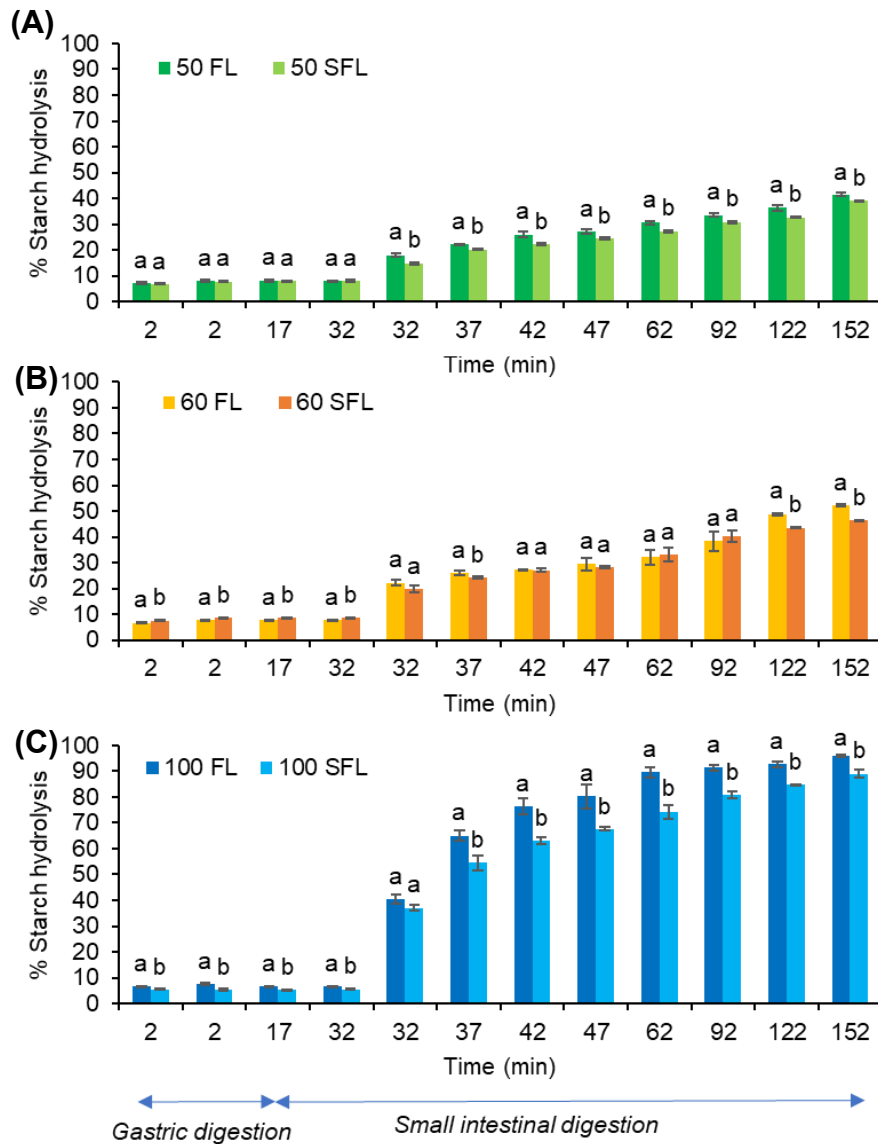 (A)
% Starch hydrolysis
100
90
80
70
60
50
40
30
20
10
0
50 FL 50 SFL
a a a a a a a a a b a b a b a b a b a b a b a b
2 2 17 32 32 37 42 47 62 92 122 152
Time (min)
(B)
% Starch hydrolysis
100
90
80
70
60
50
40
30
20
10
0
60 FL 60 SFL
a b a b a b a b a a a b a a a a a a a a a b a b
2 2 17 32 32 37 42 47 62 92 122 152
Time (min)
(C)
% Starch hydrolysis
100
90
80
70
60
50
40
30
20
10
0
100 FL 100 SFL
a b a b a b a b a a a b a b a b a b a b a b a b
2 2 17 32 32 37 42 47 62 92 122 152
Time (min)
Gastric digestion Small intestinal digestion